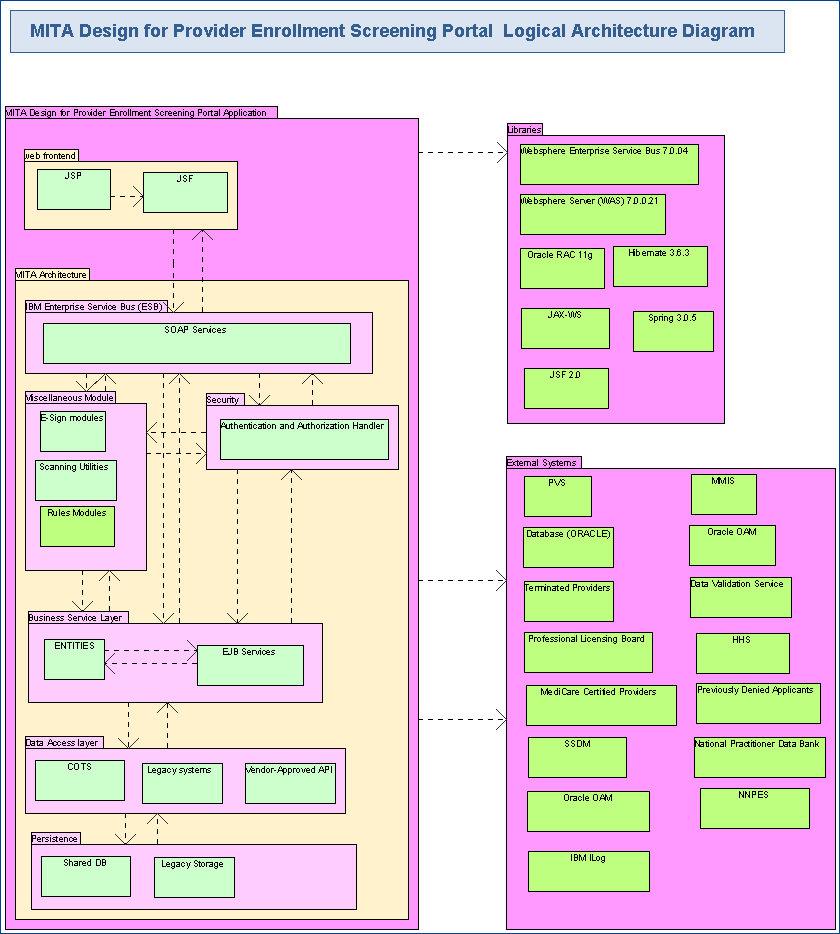 MITA Design for Provider Enrollment Screening Portal  Logical Architecture Diagram
MITA Design for Provider Enrollment Screening Portal Application
web frontend
JSP
JSF
MITA Architecture
IBM Enterprise Service Bus (ESB)
SOAP Services
Miscellaneous Module
E-Sign modules
Scanning Utilities
Rules Modules
Security
Authentication and Authorization Handler
Business Service Layer
ENTITIES
EJB Services
Data Access layer
COTS
Legacy systems
Vendor-Approved API
Persistence
Shared DB
Legacy Storage
Libraries
Websphere Enterprise Service Bus 7.0.04
Websphere Server (WAS) 7.0.0.21
Oracle RAC 11g
Hibernate 3.6.3
JAX-WS
Spring 3.0.5
JSF 2.0
External Systems
PVS
MMIS
Database (ORACLE)
Oracle OAM
Terminated Providers
Data Validation Service
Professional Licensing Board
HHS
MediCare Certified Providers
Previously Denied Applicants
SSDM
National Practitioner Data Bank
Oracle OAM
NNPES
IBM ILog